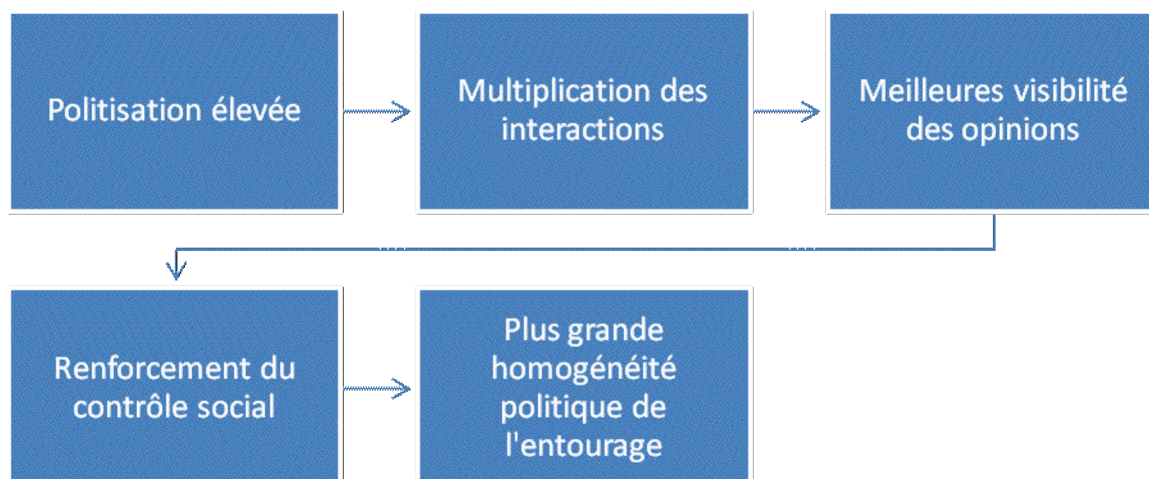 Politisation élevée
Multiplication des
interactions
Meilleures visibilité
des opinions
Renforcement du
contrôle social
Plus grande
homogénéité
politique de
l'entourage